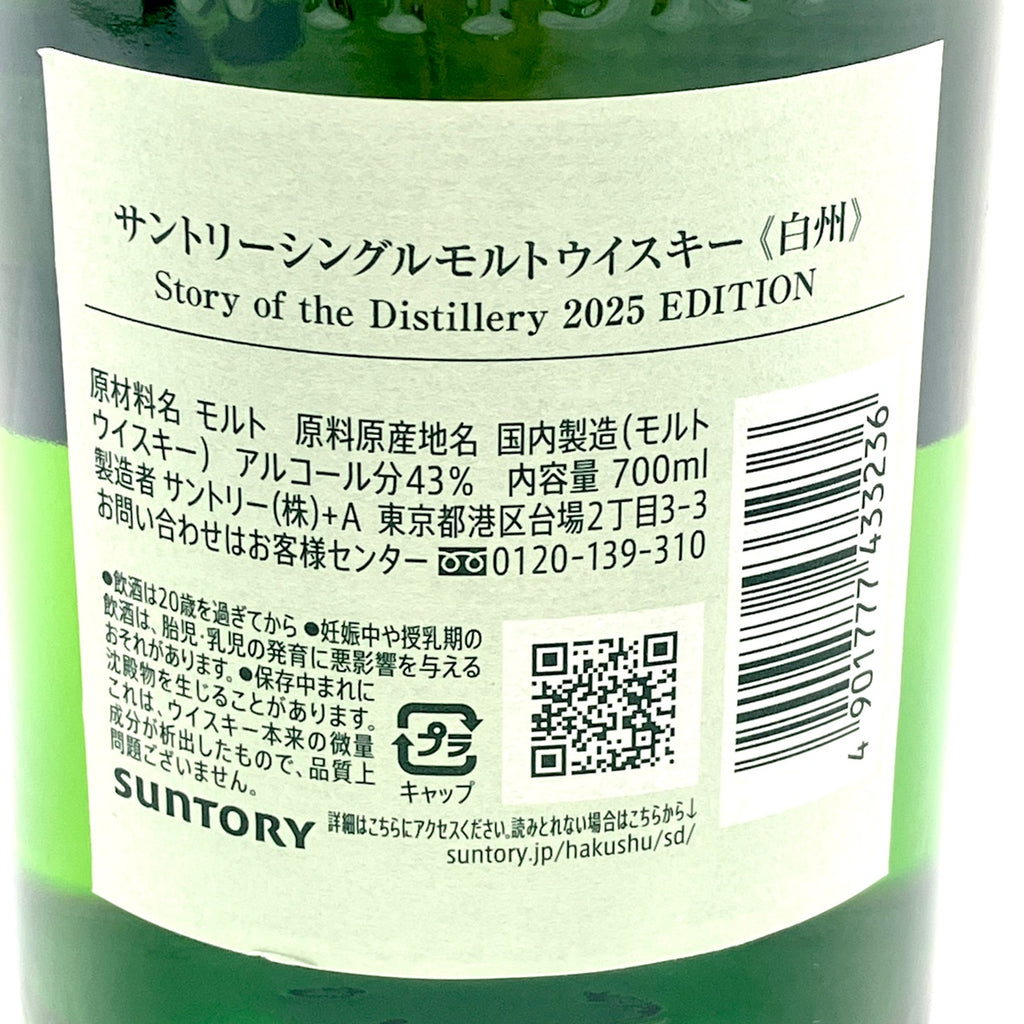 サントリーシングルモルトウイスキー《白州》
Story of the Distillery 2025 EDITION
原材料名 モルト 原料原産地名 国内製造(モルト
ウイスキー) アルコール分43% 内容量 700ml
製造者 サントリー(株)+A 東京都港区台場2丁目3-3
お問い合わせはお客様センター 0120-139-310
●飲酒は20歳を過ぎてから ●妊娠中や授乳期の
飲酒は、胎児・乳児の発育に悪影響を与える
おそれがあります。●保存中まれに
沈殿物を生じることがあります。
これは、ウイスキー本来の微量
成分が析出したもので、品質上
問題ございません。
プラ
キャップ
SUNTORY
詳細はこちらにアクセスください。読みとれない場合はこちらから↓
suntory.jp/hakushu/sd/
4 901777 433236